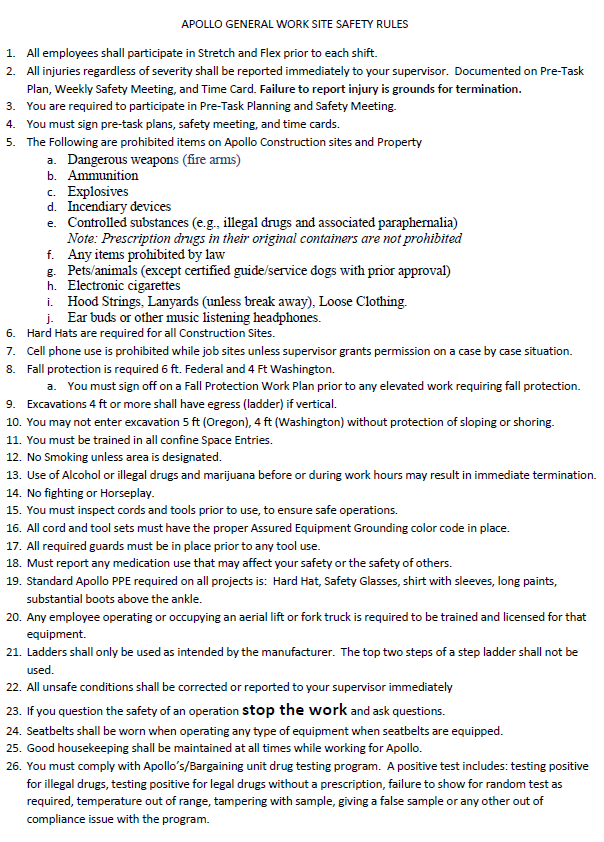 APOLLO GENERAL WORK SITE SAFETY RULES
1. All employees shall participate in Stretch and Flex prior to each shift.
2. All injuries regardless of severity shall be reported immediately to your supervisor. Documented on Pre-Task
Plan, Weekly Safety Meeting, and Time Card. Failure to report injury is grounds for termination.
3. You are required to participate in Pre-Task Planning and Safety Meeting.
4. You must sign pre-task plans, safety meeting, and time cards.
5. The Following are prohibited items on Apollo Construction sites and Property
a. Dangerous weapons (fire arms)
b. Ammunition
c. Explosives
d. Incendiary devices
e. Controlled substances (e.g., illegal drugs and associated paraphernalia)
Note: Prescription drugs in their original containers are not prohibited
f. Any items prohibited by law
g. Pets/animals (except certified guide/service dogs with prior approval)
h. Electronic cigarettes
i. Hood Strings, Lanyards (unless break away), Loose Clothing.
j. Ear buds or other music listening headphones.
6. Hard Hats are required for all Construction Sites.
7. Cell phone use is prohibited while job sites unless supervisor grants permission on a case by case situation.
8. Fall protection is required 6 ft. Federal and 4 Ft Washington.
a. You must sign off on a Fall Protection Work Plan prior to any elevated work requiring fall protection.
9. Excavations 4 ft or more shall have egress (ladder) if vertical.
10. You may not enter excavation 5 ft (Oregon), 4 ft (Washington) without protection of sloping or shoring.
11. You must be trained in all confine Space Entries.
12. No Smoking unless area is designated.
13. Use of Alcohol or illegal drugs and marijuana before or during work hours may result in immediate termination.
14. No fighting or Horseplay.
15. You must inspect cords and tools prior to use, to ensure safe operations.
16. All cord and tool sets must have the proper Assured Equipment Grounding color code in place.
17. All required guards must be in place prior to any tool use.
18. Must report any medication use that may affect your safety or the safety of others.
19. Standard Apollo PPE required on all projects is: Hard Hat, Safety Glasses, shirt with sleeves, long paints,
substantial boots above the ankle.
20. Any employee operating or occupying an aerial lift or fork truck is required to be trained and licensed for that
equipment.
21. Ladders shall only be used as intended by the manufacturer. The top two steps of a step ladder shall not be
used.
22. All unsafe conditions shall be corrected or reported to your supervisor immediately
23. If you question the safety of an operation stop the work and ask questions.
24. Seatbelts shall be worn when operating any type of equipment when seatbelts are equipped.
25. Good housekeeping shall be maintained at all times while working for Apollo.
26. You must comply with Apollo's/Bargaining unit drug testing program. A positive test includes: testing positive
for illegal drugs, testing positive for legal drugs without a prescription, failure to show for random test as
required, temperature out of range, tampering with sample, giving a false sample or any other out of
compliance issue with the program.